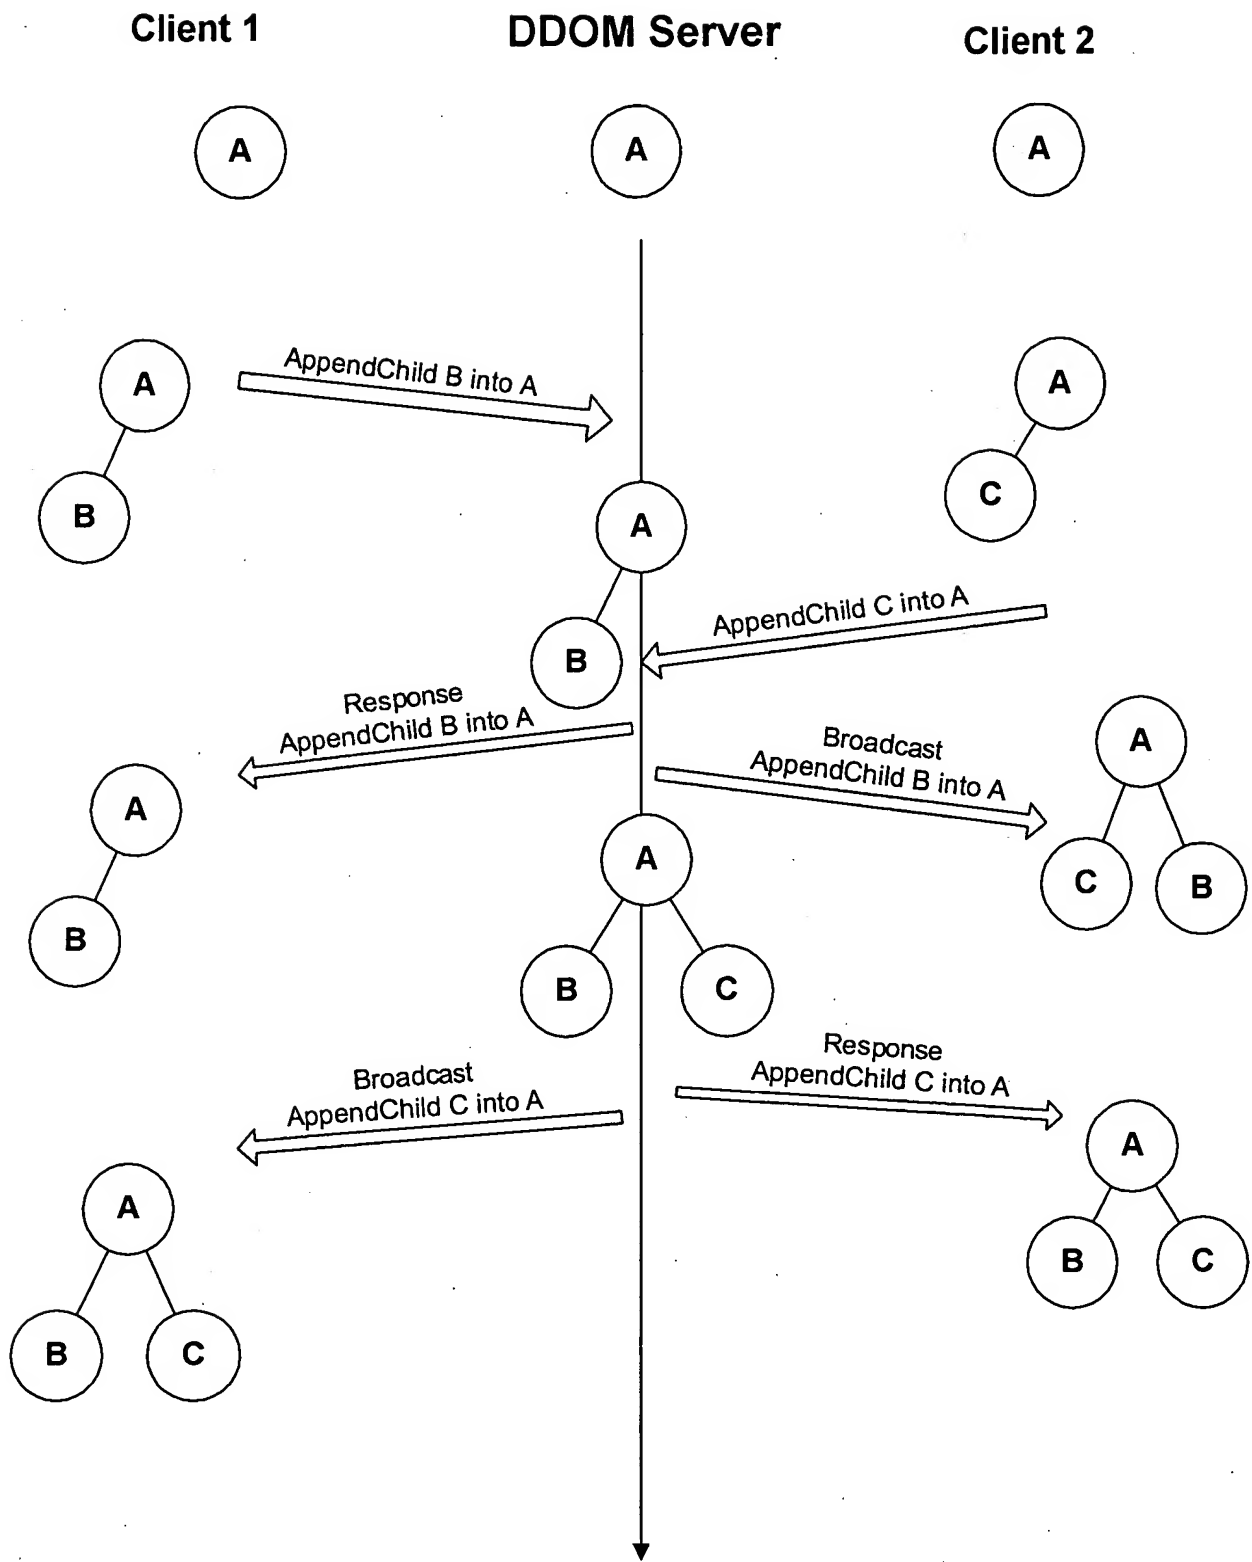 Client 1
DDOM Server
Client 2
A
A
A
AppendChild B into A
A
B
A
C
A
B
AppendChild C into A
Response
AppendChild B into A
Broadcast
AppendChild B into A
A
B
A
C
B
A
B
C
Broadcast
AppendChild C into A
Response
AppendChild C into A
A
B
C
A
B
C